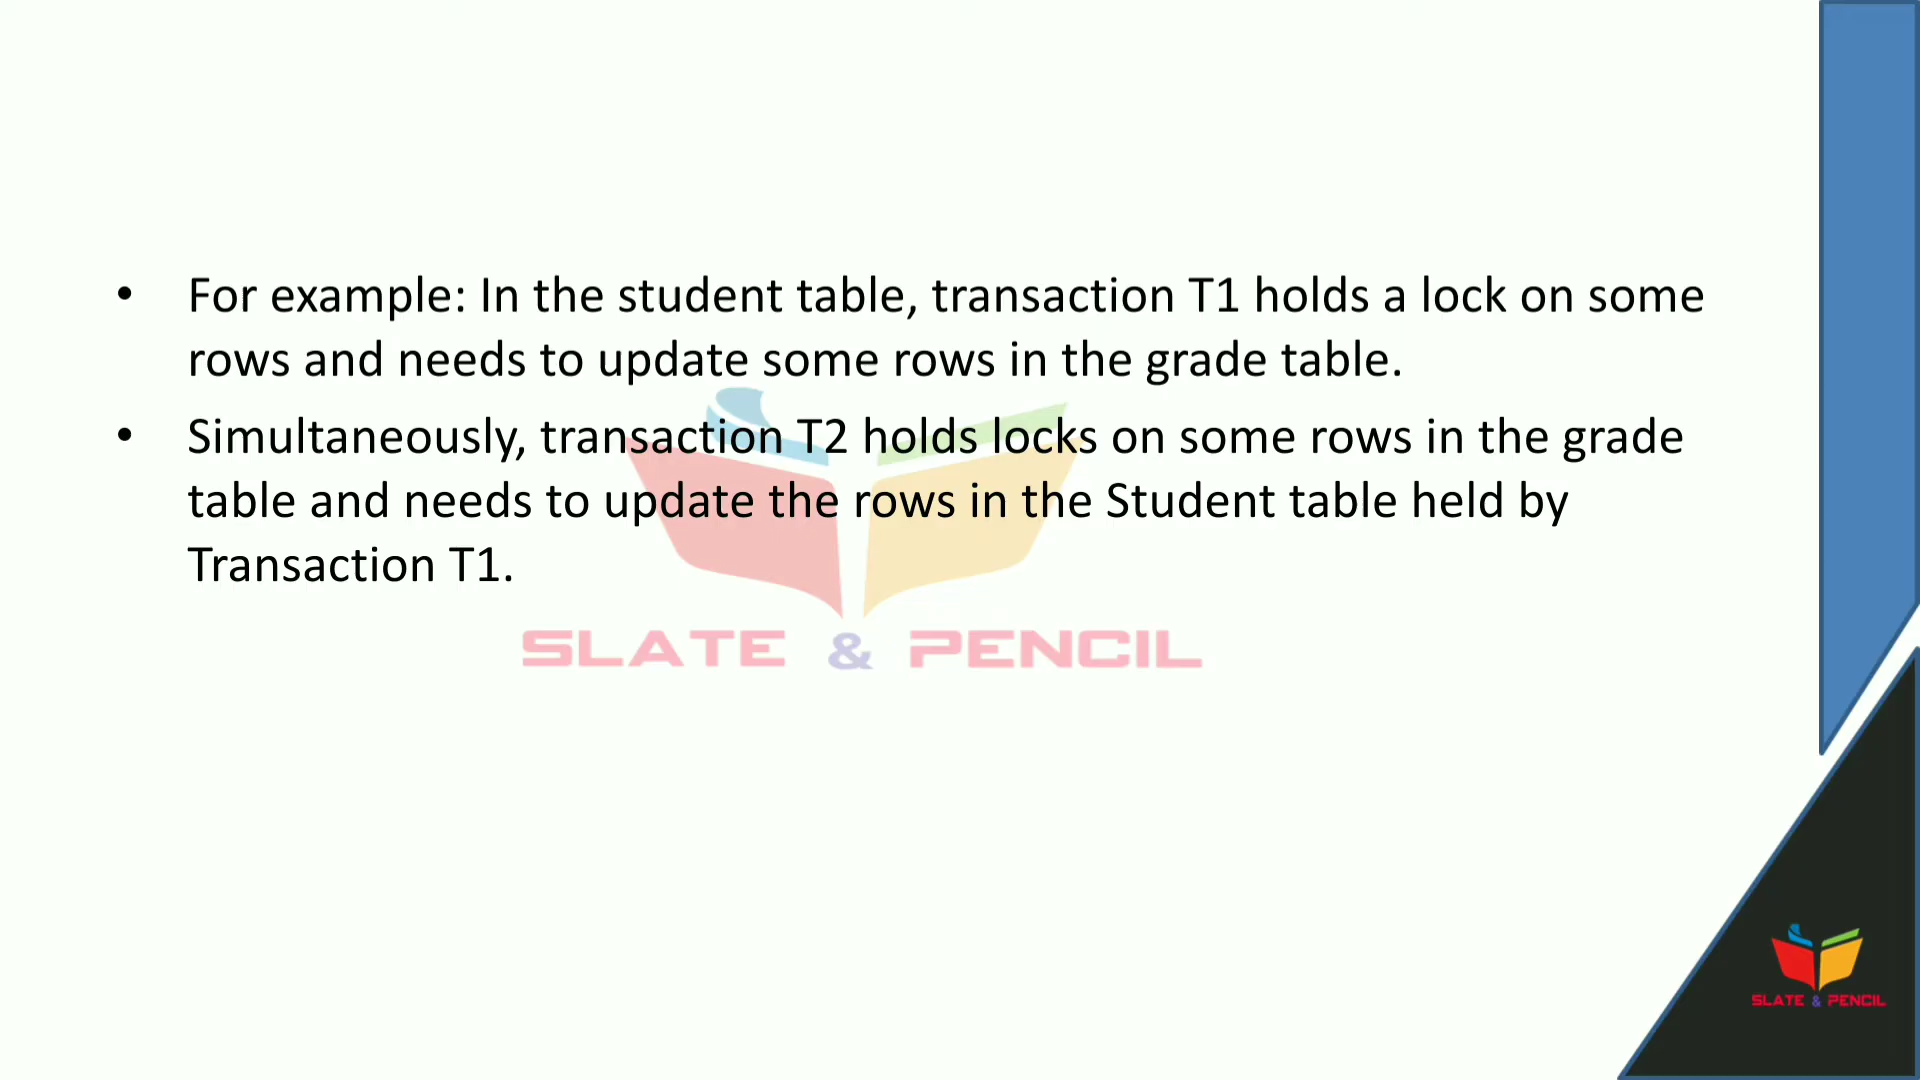 • For example: In the student table, transaction T1 holds a lock on some
rows and needs to update some rows in the grade table.
• Simultaneously, transaction T2 holds locks on some rows in the grade
table and needs to update the rows in the Student table held by
Transaction T1.
SLATE & PENCIL
SLATE & PENCIL